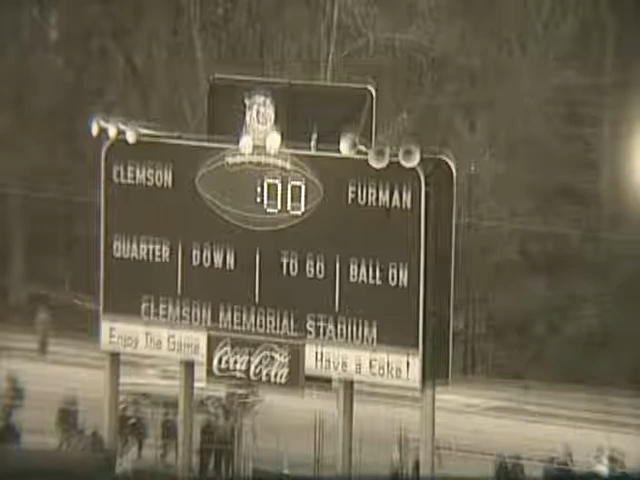 CLEMSON :00 FURMAN
QUARTER DOWN TO GO BALL ON
CLEMSON MEMORIAL STADIUM
Enjoy The Game Coca-Cola Have a Coke!